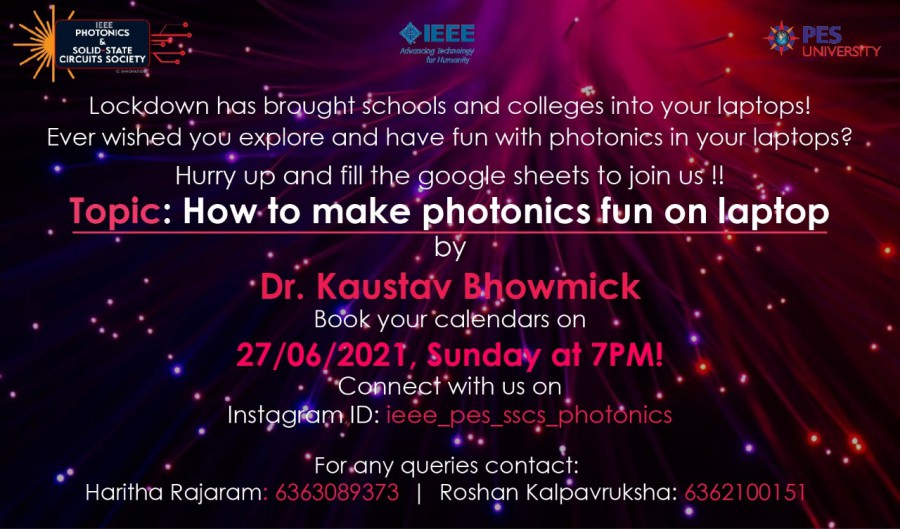 IEEE
PHOTONICS
&
SOLID-STATE
CIRCUITS SOCIETY
IEEE
Advancing Technology
for Humanity
PES
UNIVERSITY
Lockdown has brought schools and colleges into your laptops!
Ever wished you explore and have fun with photonics in your laptops?
Hurry up and fill the google sheets to join us !!
Topic: How to make photonics fun on laptop
by
Dr. Kaustav Bhowmick
Book your calendars on
27/06/2021, Sunday at 7PM!
Connect with us on
Instagram ID: ieee_pes_sscs_photonics
For any queries contact:
Haritha Rajaram: 6363089373 | Roshan Kalpavruksha: 6362100151